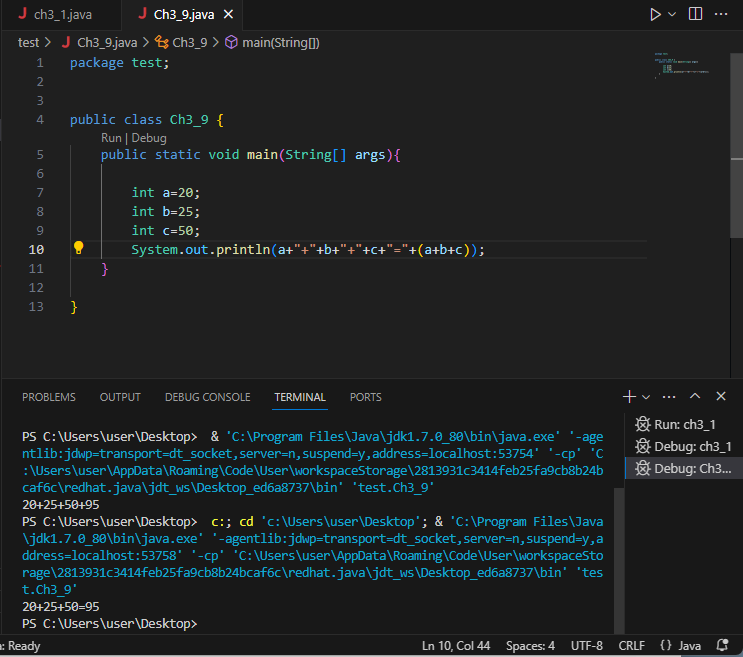 J ch3_1.java J Ch3_9.java
test > J Ch3_9.java > Ch3_9 > main(String[])
1 package test;
2
3
4 public class Ch3_9 {
Run | Debug
5 public static void main(String[] args){
6
7 int a=20;
8 int b=25;
9 int c=50;
10 System.out.println(a+"+"+b+"+"+c+"="+(a+b+c));
11 }
12
13 }
PROBLEMS OUTPUT DEBUG CONSOLE TERMINAL PORTS
Run: ch3_1
Debug: ch3_1
Debug: Ch3...
PS C:\Users\user\Desktop>  & 'C:\Program Files\Java\jdk1.7.0_80\bin\java.exe' '-age
ntlib:jdwp=transport=dt_socket,server=n,suspend=y,address=localhost:53754' '-cp' 'C
:\Users\user\AppData\Roaming\Code\User\workspaceStorage\2813931c3414feb25fa9cb8b24b
caf6c\redhat.java\jdt_ws\Desktop_ed6a8737\bin' 'test.Ch3_9'
20+25+50+95
PS C:\Users\user\Desktop>  c:; cd 'c:\Users\user\Desktop'; & 'C:\Program Files\Java
\jdk1.7.0_80\bin\java.exe' '-agentlib:jdwp=transport=dt_socket,server=n,suspend=y,a
ddress=localhost:53758' '-cp' 'C:\Users\user\AppData\Roaming\Code\User\workspaceSto
rage\2813931c3414feb25fa9cb8b24bcaf6c\redhat.java\jdt_ws\Desktop_ed6a8737\bin' 'tes
t.Ch3_9'
20+25+50=95
PS C:\Users\user\Desktop>
: Ready Ln 10, Col 44 Spaces: 4 UTF-8 CRLF {} Java